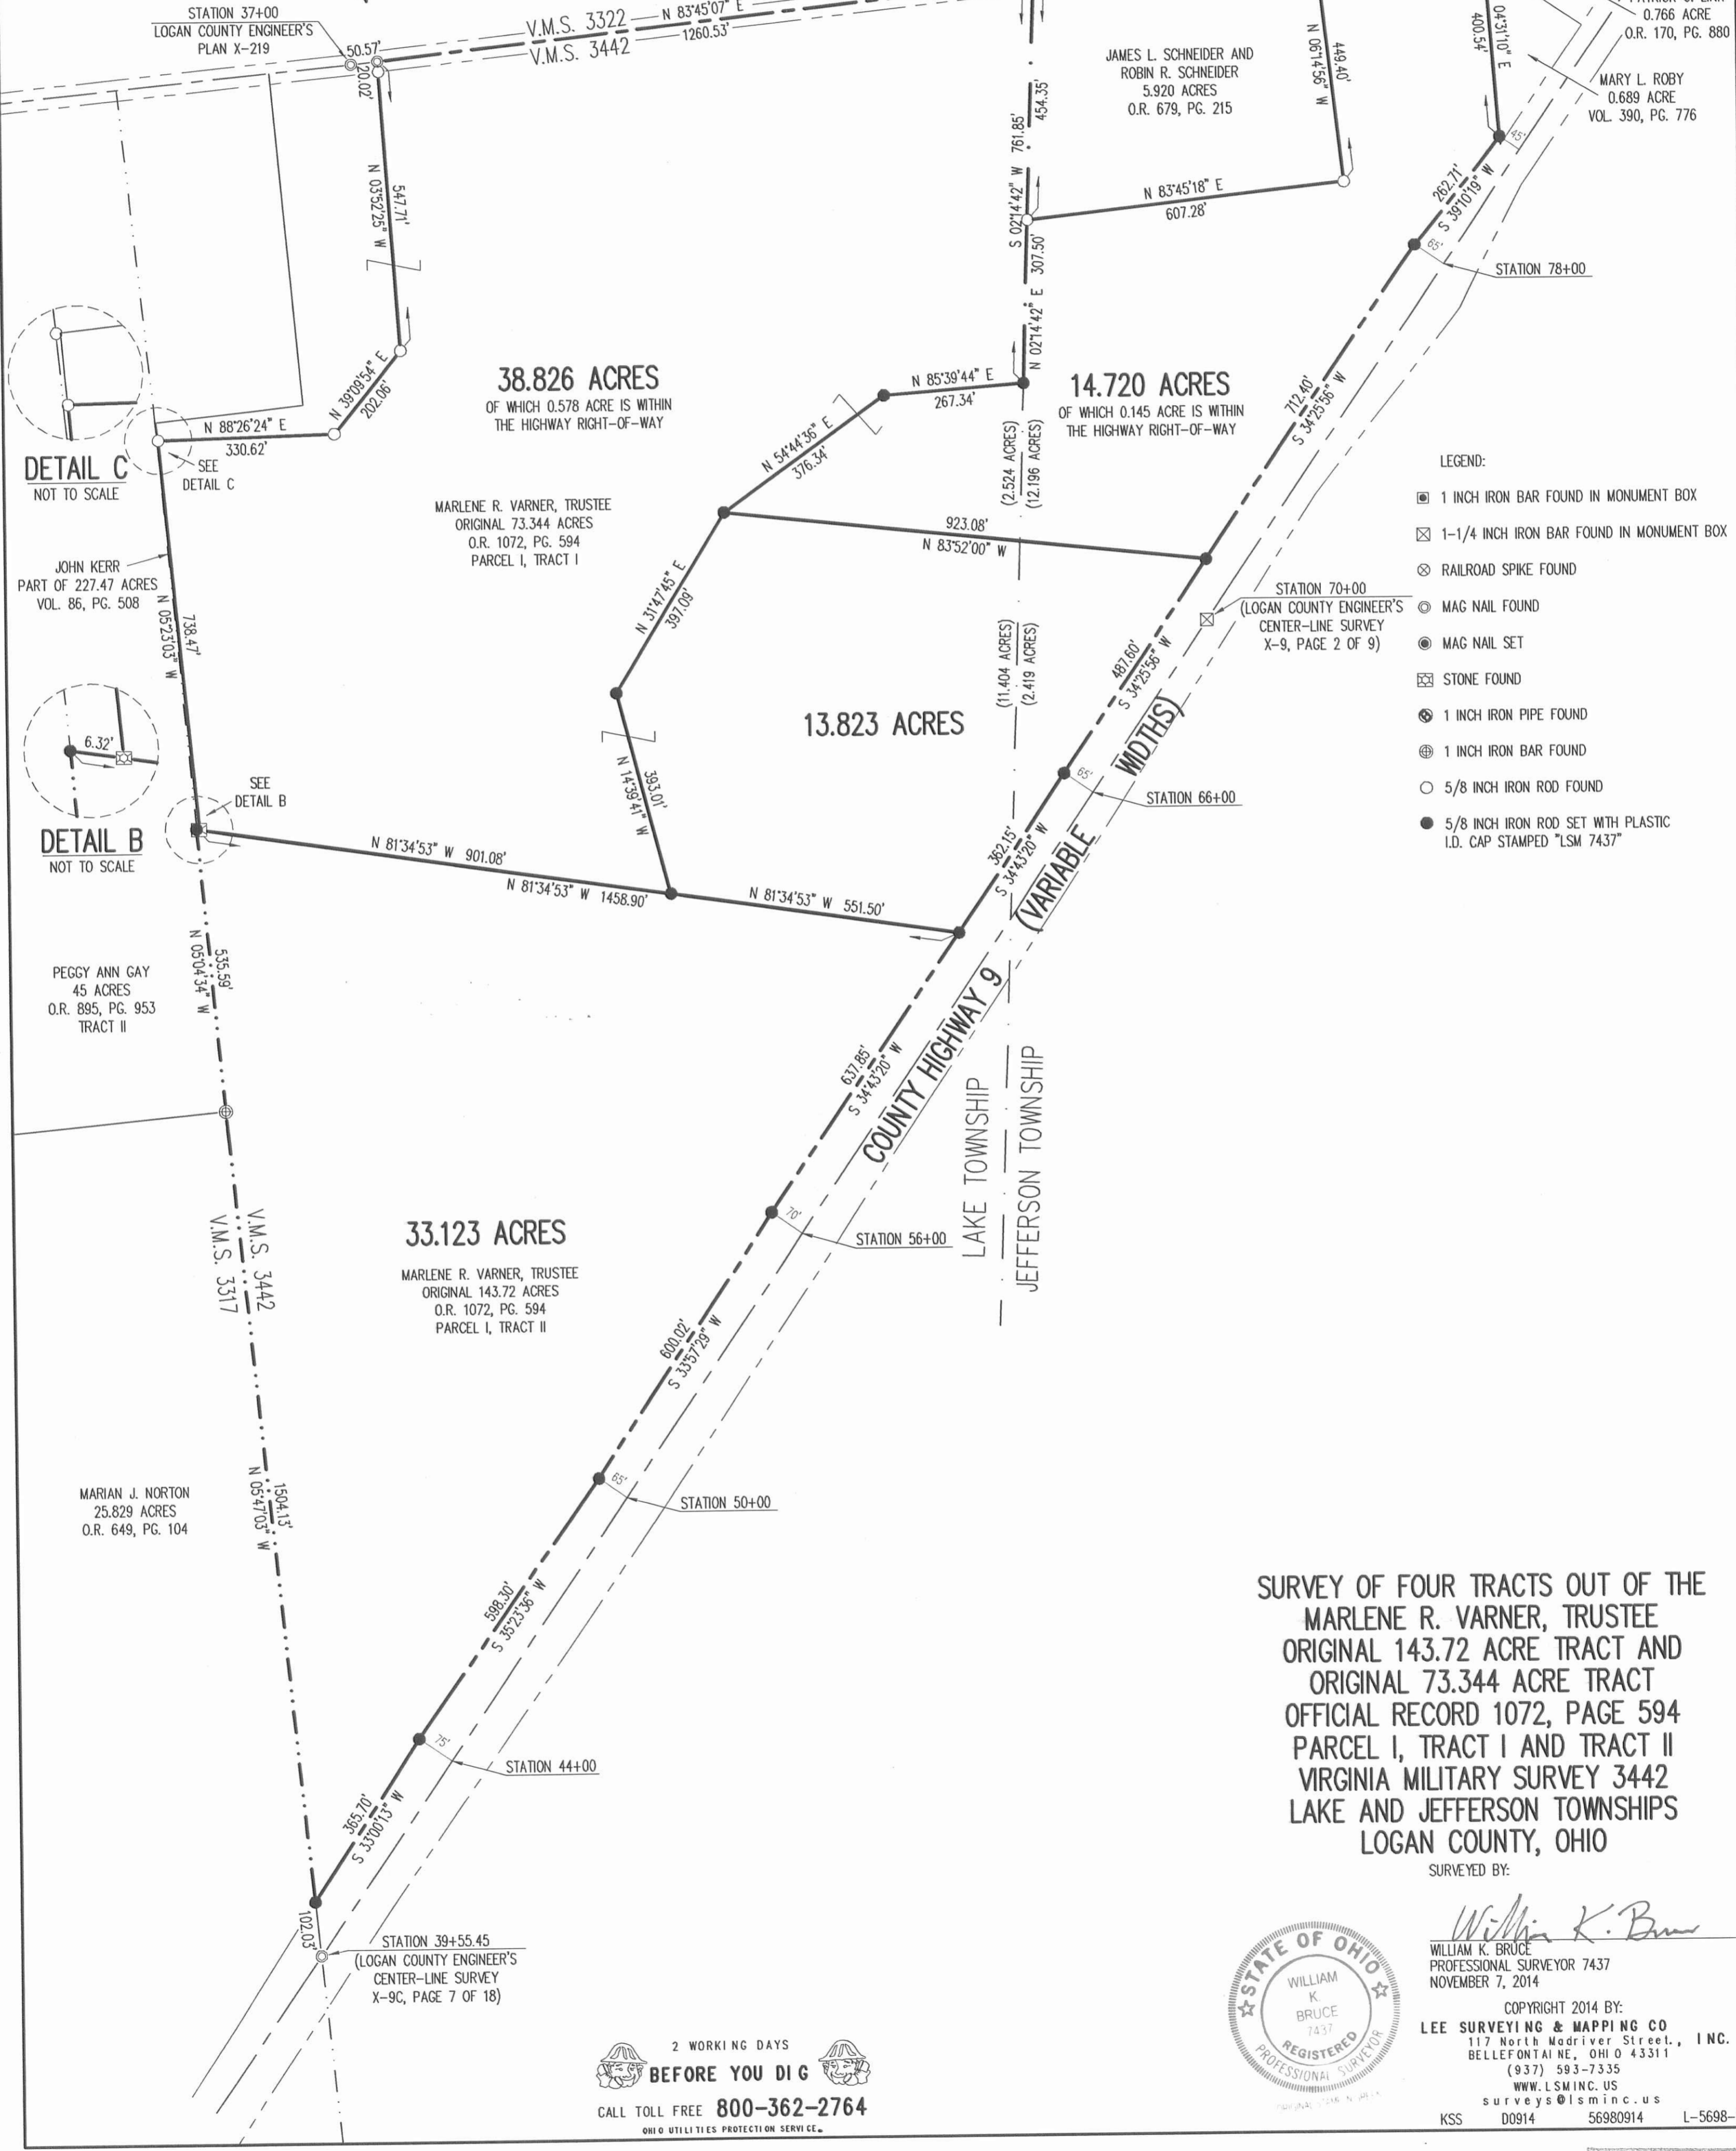 STATION 37+00
LOGAN COUNTY ENGINEER'S
PLAN X-219
50.57'
20.02'
V.M.S. 3322
V.M.S. 3442
N 83°45'07" E
1260.53'
N 03°52'25" W
547.71'
JAMES L. SCHNEIDER AND
ROBIN R. SCHNEIDER
5.920 ACRES
O.R. 679, PG. 215
S 02°14'42" W 761.85'
454.35'
N 06°14'56" W
449.40'
04°31'10" E
400.54'
0.766 ACRE
O.R. 170, PG. 880
MARY L. ROBY
0.689 ACRE
VOL. 390, PG. 776
45'
N 83°45'18" E
607.28'
262.71'
S 39°10'19" W
65'
STATION 78+00
N 02°14'42" E 307.50'
DETAIL C
NOT TO SCALE
N 39°09'54" E
202.06'
N 88°26'24" E
330.62'
SEE
DETAIL C
38.826 ACRES
OF WHICH 0.578 ACRE IS WITHIN
THE HIGHWAY RIGHT-OF-WAY
N 85°39'44" E
267.34'
14.720 ACRES
OF WHICH 0.145 ACRE IS WITHIN
THE HIGHWAY RIGHT-OF-WAY
712.40'
S 34°25'56" W
N 54°44'36" E
376.34'
(2.524 ACRES)
(12.196 ACRES)
MARLENE R. VARNER, TRUSTEE
ORIGINAL 73.344 ACRES
O.R. 1072, PG. 594
PARCEL I, TRACT I
923.08'
N 83°52'00" W
LEGEND:
1 INCH IRON BAR FOUND IN MONUMENT BOX
1-1/4 INCH IRON BAR FOUND IN MONUMENT BOX
RAILROAD SPIKE FOUND
MAG NAIL FOUND
MAG NAIL SET
STONE FOUND
1 INCH IRON PIPE FOUND
1 INCH IRON BAR FOUND
5/8 INCH IRON ROD FOUND
5/8 INCH IRON ROD SET WITH PLASTIC
I.D. CAP STAMPED "LSM 7437"
JOHN KERR
PART OF 227.47 ACRES
VOL. 86, PG. 508
N 05°23'03" W
738.47'
N 31°47'45" E
397.09'
STATION 70+00
(LOGAN COUNTY ENGINEER'S
CENTER-LINE SURVEY
X-9, PAGE 2 OF 9)
(11.404 ACRES)
(2.419 ACRES)
487.60'
S 34°25'56" W
13.823 ACRES
6.32'
DETAIL B
NOT TO SCALE
SEE
DETAIL B
N 14°39'41" W
393.01'
65'
STATION 66+00
N 81°34'53" W 901.08'
N 81°34'53" W 1458.90'
N 81°34'53" W 551.50'
362.15'
S 34°43'20" W
COUNTY HIGHWAY 9 (VARIABLE WIDTHS)
PEGGY ANN GAY
45 ACRES
O.R. 895, PG. 953
TRACT II
N 05°04'34" W
535.59'
637.85'
S 34°43'20" W
LAKE TOWNSHIP
JEFFERSON TOWNSHIP
V.M.S. 3442
V.M.S. 3317
33.123 ACRES
MARLENE R. VARNER, TRUSTEE
ORIGINAL 143.72 ACRES
O.R. 1072, PG. 594
PARCEL I, TRACT II
70'
STATION 56+00
600.02'
S 33°57'29" W
65'
STATION 50+00
MARIAN J. NORTON
25.829 ACRES
O.R. 649, PG. 104
N 05°47'03" W
1504.13'
598.30'
S 35°23'36" W
75'
STATION 44+00
365.70'
S 33°00'13" W
102.03'
STATION 39+55.45
(LOGAN COUNTY ENGINEER'S
CENTER-LINE SURVEY
X-9C, PAGE 7 OF 18)
SURVEY OF FOUR TRACTS OUT OF THE
MARLENE R. VARNER, TRUSTEE
ORIGINAL 143.72 ACRE TRACT AND
ORIGINAL 73.344 ACRE TRACT
OFFICIAL RECORD 1072, PAGE 594
PARCEL I, TRACT I AND TRACT II
VIRGINIA MILITARY SURVEY 3442
LAKE AND JEFFERSON TOWNSHIPS
LOGAN COUNTY, OHIO
SURVEYED BY:
William K. Bruce
WILLIAM K. BRUCE
PROFESSIONAL SURVEYOR 7437
NOVEMBER 7, 2014
STATE OF OHIO
WILLIAM
K.
BRUCE
7437
REGISTERED
PROFESSIONAL SURVEYOR
COPYRIGHT 2014 BY:
LEE SURVEYING & MAPPING CO., INC.
117 North Madriver Street
BELLEFONTAINE, OHIO 43311
(937) 593-7335
WWW.LSMINC.US
surveys@lsminc.us
KSS D0914 56980914 L-5698-
2 WORKING DAYS
BEFORE YOU DIG
CALL TOLL FREE 800-362-2764
OHIO UTILITIES PROTECTION SERVICE.